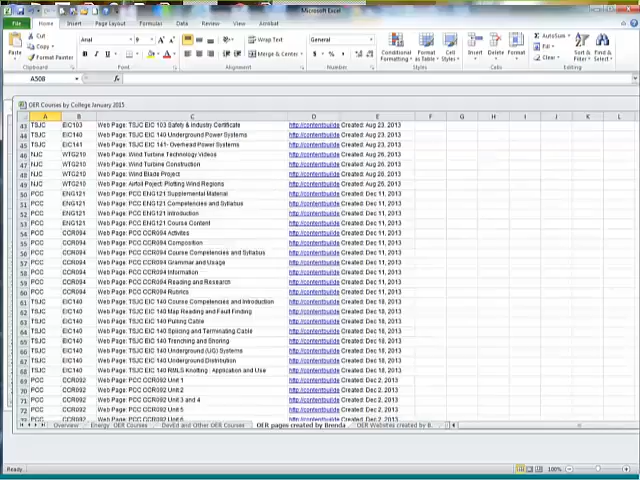 Microsoft Excel
File Home Insert Page Layout Formulas Data Review View Acrobat
Cut
Copy
Format Painter
Paste
Arial
Wrap Text
Merge & Center
General
Conditional Formatting
Format as Table
Cell Styles
Insert Delete Format
AutoSum
Fill
Clear
Sort & Filter
Find & Select
Clipboard Font Alignment Number Styles Cells Editing
A506 fx
OER Courses by College January 2015
A B C D E F G H I J K L
43 TSJC EIC103 Web Page: TSJC EIC 103 Safety & Industry Certificate http://contentbuilde Created: Aug 23, 2013
44 TSJC EIC140 Web Page: TSJC EIC 140 Underground Power Systems http://contentbuilde Created: Aug 23, 2013
45 TSJC EIC141 Web Page: TSJC EIC 141- Overhead Power Systems http://contentbuilde Created: Aug 23, 2013
46 NJC WTG210 Web Page: Wind Turbine Technology Videos http://contentbuilde Created: Aug 26, 2013
47 NJC WTG210 Web Page: Wind Turbine Construction http://contentbuilde Created: Aug 26, 2013
48 NJC WTG210 Web Page: Wind Blade Project http://contentbuilde Created: Aug 26, 2013
49 NJC WTG210 Web Page: Airfoil Project: Plotting Wind Regions http://contentbuilde Created: Aug 26, 2013
50 PCC ENG121 Web Page: PCC ENG121 Supplemental Material http://contentbuilde Created: Dec 11, 2013
51 PCC ENG121 Web Page: PCC ENG121 Competencies and Syllabus http://contentbuilde Created: Dec 11, 2013
52 PCC ENG121 Web Page: PCC ENG121 Introduction http://contentbuilde Created: Dec 11, 2013
53 PCC ENG121 Web Page: PCC ENG121 Course Content http://contentbuilde Created: Dec 11, 2013
54 PCC CCR094 Web Page: PCC CCR094 Activites http://contentbuilde Created: Dec 11, 2013
55 PCC CCR094 Web Page: PCC CCR094 Composition http://contentbuilde Created: Dec 11, 2013
56 PCC CCR094 Web Page: PCC CCR094 Course Competencies and Syllabus http://contentbuilde Created: Dec 11, 2013
57 PCC CCR094 Web Page: PCC CCR094 Grammar and Usage http://contentbuilde Created: Dec 11, 2013
58 PCC CCR094 Web Page: PCC CCR094 Information http://contentbuilde Created: Dec 11, 2013
59 PCC CCR094 Web Page: PCC CCR094 Reading and Research http://contentbuilde Created: Dec 11, 2013
60 PCC CCR094 Web Page: PCC CCR094 Rubrics http://contentbuilde Created: Dec 11, 2013
61 TSJC EIC140 Web Page: TSJC EIC 140 Course Competencies and Introduction http://contentbuilde Created: Dec 18, 2013
62 TSJC EIC140 Web Page: TSJC EIC 140 Map Reading and Fault Finding http://contentbuilde Created: Dec 18, 2013
63 TSJC EIC140 Web Page: TSJC EIC 140 Pulling Cable http://contentbuilde Created: Dec 18, 2013
64 TSJC EIC140 Web Page: TSJC EIC 140 Splicing and Terminating Cable http://contentbuilde Created: Dec 18, 2013
65 TSJC EIC140 Web Page: TSJC EIC 140 Trenching and Shoring http://contentbuilde Created: Dec 18, 2013
66 TSJC EIC140 Web Page: TSJC EIC 140 Underground (UG) Systems http://contentbuilde Created: Dec 18, 2013
67 TSJC EIC140 Web Page: TSJC EIC 140 Underground Distribution http://contentbuilde Created: Dec 18, 2013
68 TSJC EIC140 Web Page: TSJC EIC 140 RMLS Knotting - Application and Use http://contentbuilde Created: Dec 18, 2013
69 PCC CCR092 Web Page: PCC CCR092 Unit 1 http://contentbuilde Created: Dec 2, 2013
70 PCC CCR092 Web Page: PCC CCR092 Unit 2 http://contentbuilde Created: Dec 2, 2013
71 PCC CCR092 Web Page: PCC CCR092 Unit 3 and 4 http://contentbuilde Created: Dec 2, 2013
72 PCC CCR092 Web Page: PCC CCR092 Unit 5 http://contentbuilde Created: Dec 2, 2013
Overview Energy OER Courses DevEd and Other OER Courses OER pages created by Brenda OER Websites created by B
Ready 100%